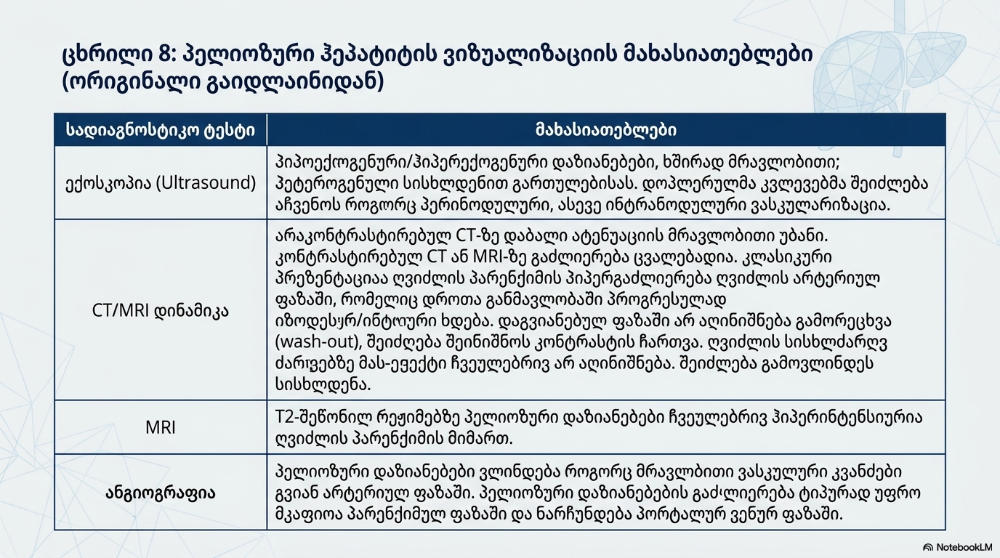 ცხრილი 8: პელიოზური ჰეპატიტის ვიზუალიზაციის მახასიათებლები
(ორიგინალი გაიდლაინიდან)
სადიაგნოსტიკო ტესტი
მახასიათებლები
ექოსკოპია (Ultrasound)
ჰიპოექოგენური/ჰიპერექოგენური დაზიანებები, ხშირად მრავლობითი;
ჰეტეროგენული სისხლდენით გართულებისას. დოპლერულმა კვლევებმა შეიძლება
აჩვენოს როგორც პერინოდულური, ასევე ინტრანოდულური ვასკულარიზაცია.
CT/MRI დინამიკა
არაკონტრასტირებულ CT-ზე დაბალი ატენუაციის მრავლობითი უბანი.
კონტრასტირებულ CT ან MRI-ზე გაძლიერება ცვალებადია. კლასიკური
პრეზენტაციაა ღვიძლის პარენქიმის ჰიპერგაძლიერება ღვიძლის არტერიულ
ფაზაში, რომელიც დროთა განმავლობაში პროგრესულად
ხდება. დაგვიანებულ ფაზაში არ აღინიშნება გამორეცხვა
(wash-out), შეიძღება შეინიშნოს კონტრასტის ჩართვა. ღვიძლის სისხლძარღვ
მას-ეფექტი ჩვეულებრივ არ აღინიშნება. შეიძლება გამოვლინდეს
სისხლდენა.
MRI
T2-შეწონილ რეჟიმებზე პელიოზური დაზიანებები ჩვეულებრივ ჰიპერინტენსიურია
ღვიძლის პარენქიმის მიმართ.
ანგიოგრაფია
პელიოზური დაზიანებები ვლინდება როგორც მრავლბითი ვასკულური კვანძები
გვიან არტერიულ ფაზაში. პელიოზური დაზიანებების გაძლიერება ტიპურად უფრო
მკაფიოა პარენქიმულ ფაზაში და ნარჩუნდება პორტალურ ვენურ ფაზაში.
NotebookLM